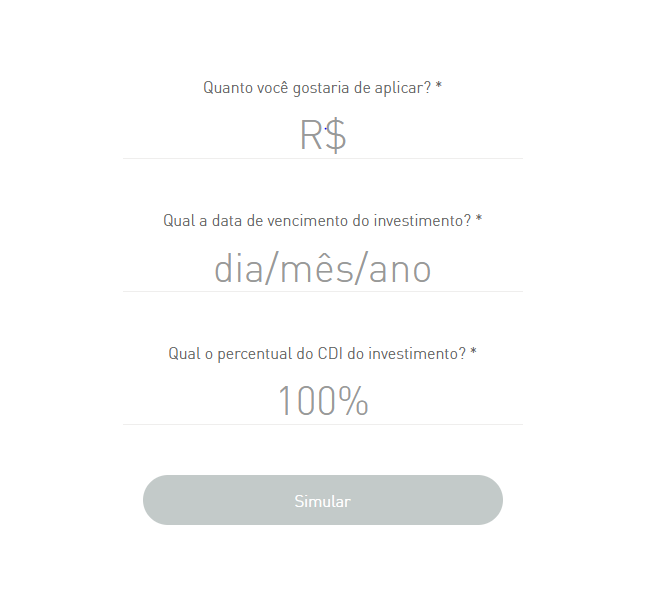 Quanto você gostaria de aplicar? *
R$
Qual a data de vencimento do investimento? *
dia/mês/ano
Qual o percentual do CDI do investimento? *
100%
Simular